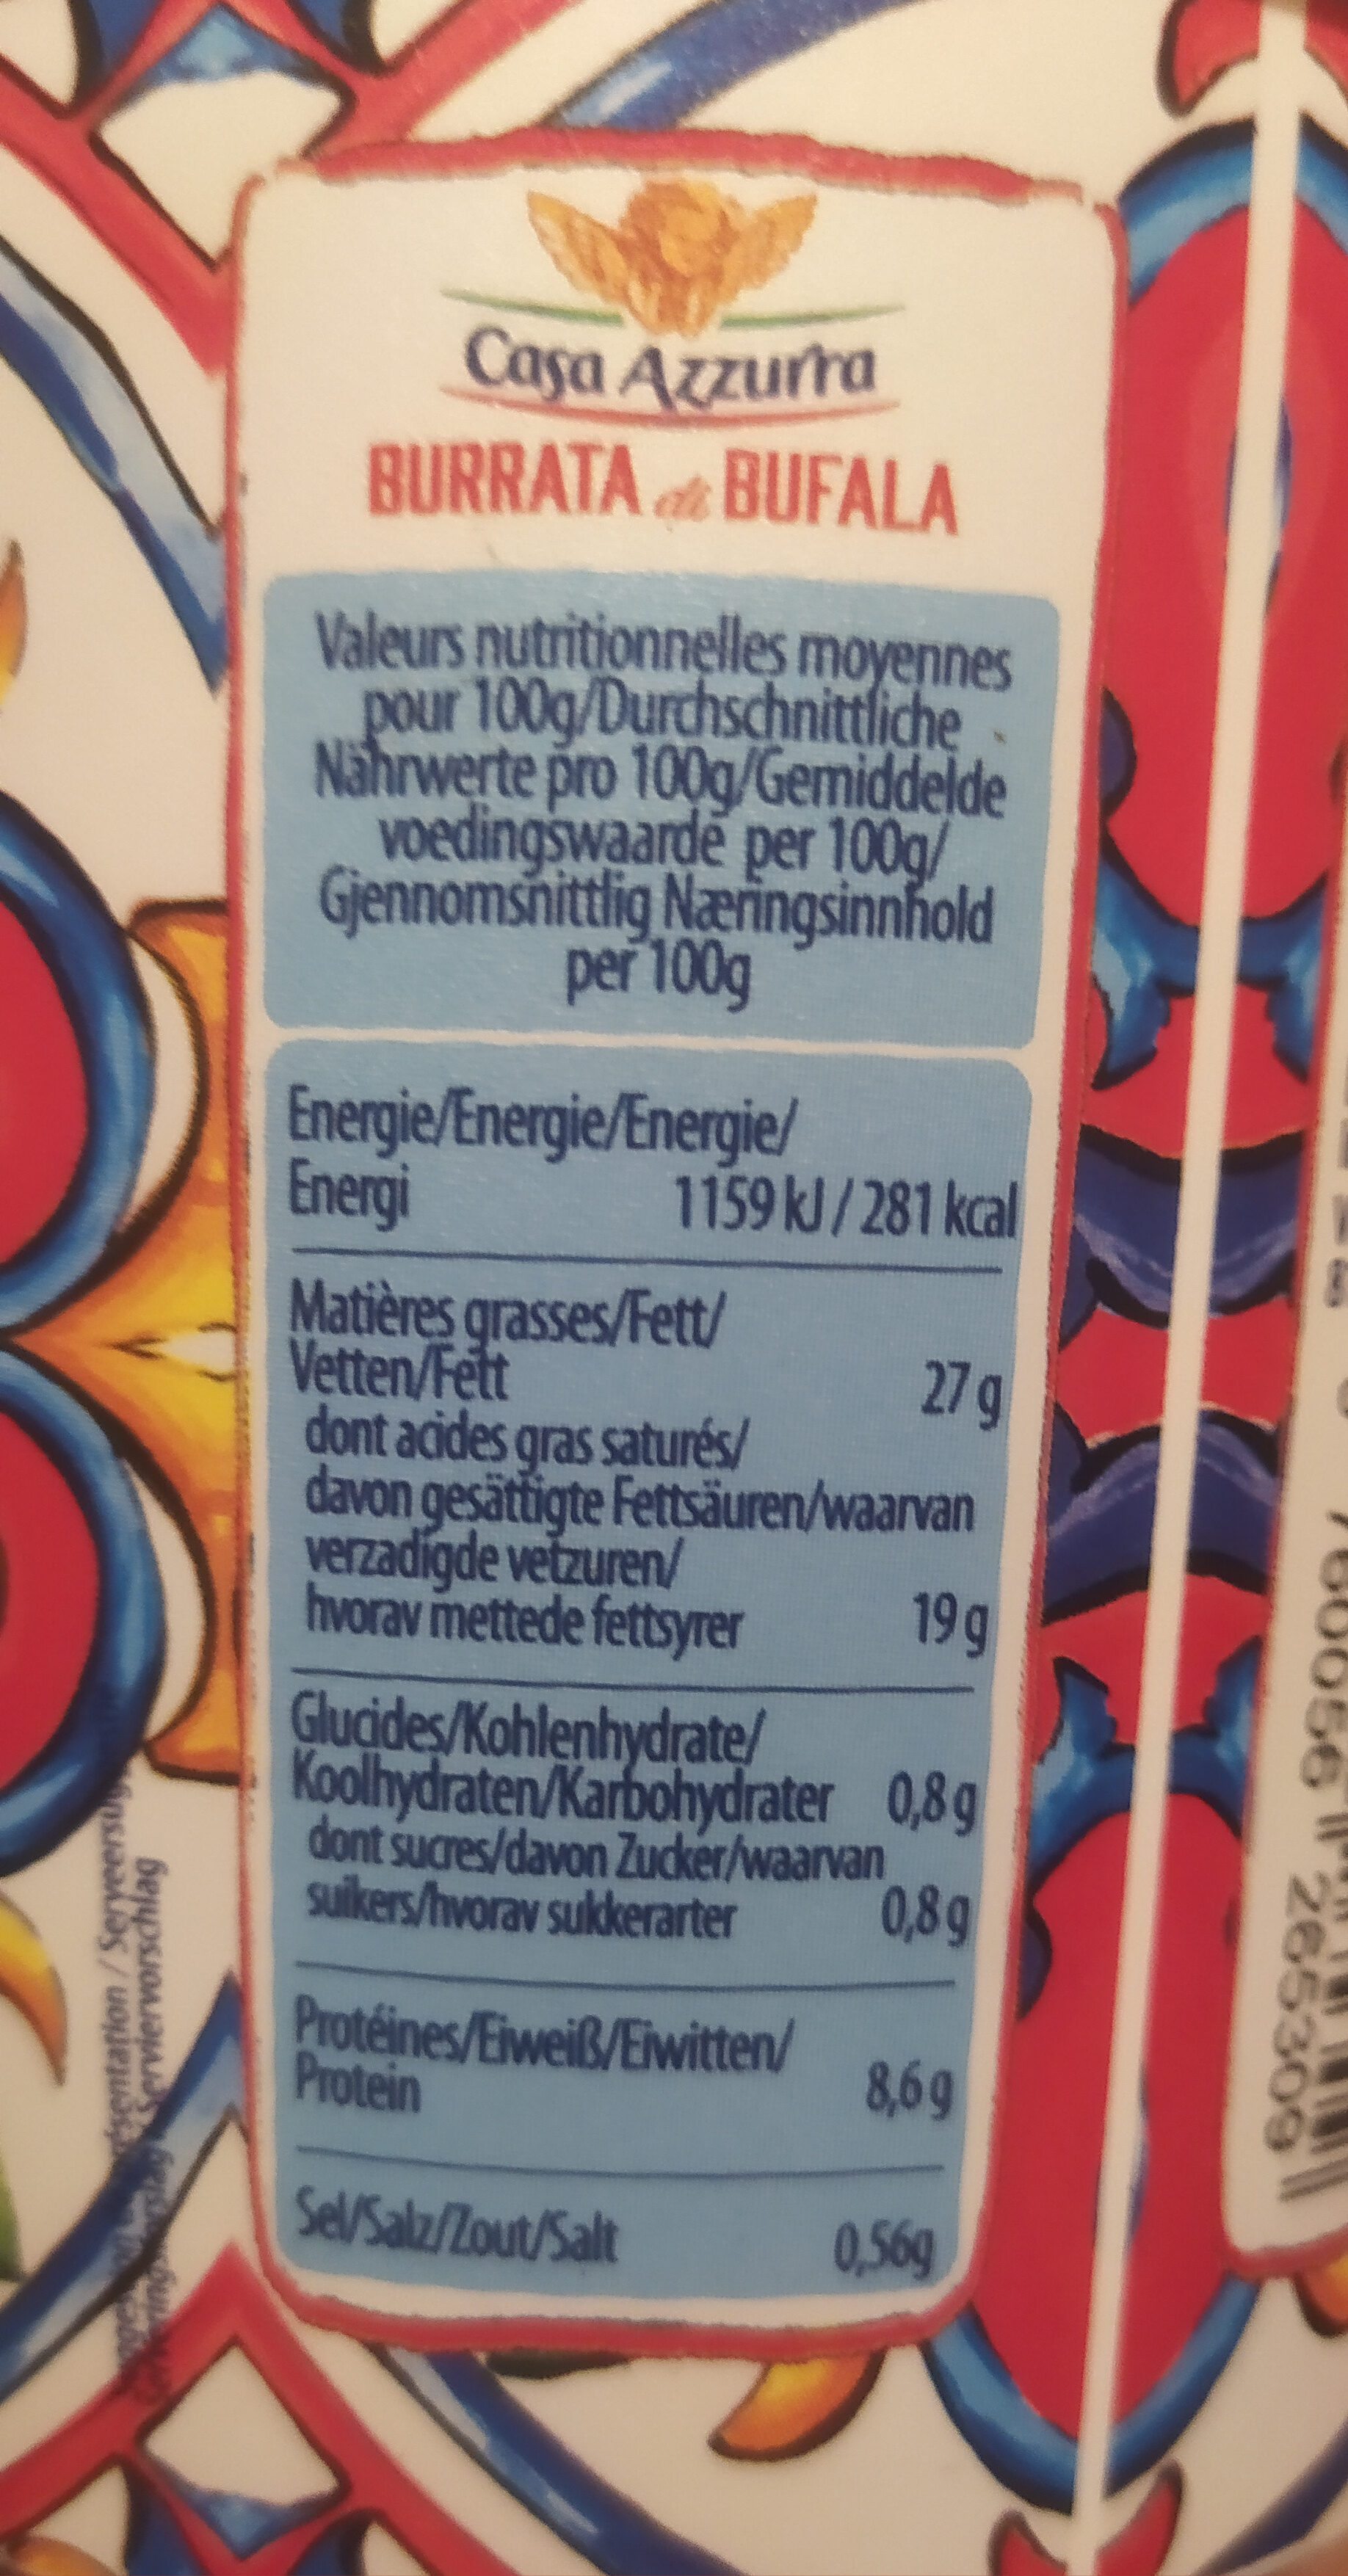 Casa Azzurra
BURRATA di BUFALA
Valeurs nutritionnelles moyennes
pour 100g/Durchschnittliche
Nährwerte pro 100g/Gemiddelde
voedingswaarde per 100g/
Gjennomsnittlig Næringsinnhold
per 100g
Energie/Energie/Energie/
Energi 1159 kJ / 281 kcal
Matières grasses/Fett/
Vetten/Fett 27 g
dont acides gras saturés/
davon gesättigte Fettsäuren/waarvan
verzadigde vetzuren/
hvorav mettede fettsyrer 19 g
Glucides/Kohlenhydrate/
Koolhydraten/Karbohydrater 0,8 g
dont sucres/davon Zucker/waarvan
suikers/hvorav sukkerarter 0,8 g
Protéines/Eiweiß/Eiwitten/
Protein 8,6 g
Sel/Salz/Zout/Salt 0,56g
Serviervorschlag
265309